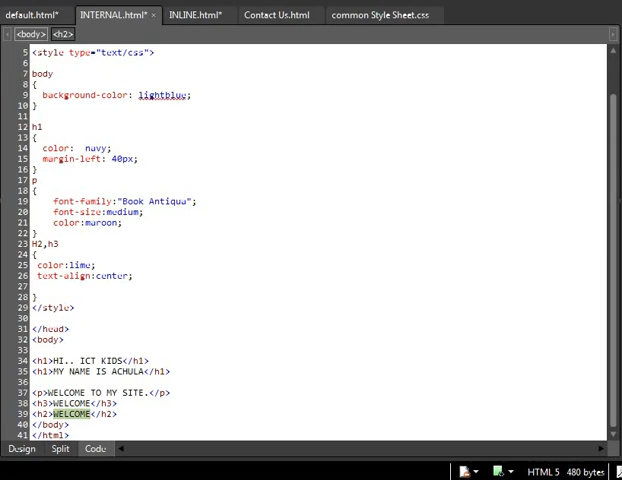 default.html* INTERNAL.html* × INLINE.html* Contact Us.html common Style Sheet.css
<body> <h2>
5 <style type="text/css">
6
7 body
8 {
9 background-color: lightblue;
10 }
11
12 h1
13 {
14 color: navy;
15 margin-left: 40px;
16 }
17 p
18 {
19 font-family:"Book Antiqua";
20 font-size:medium;
21 color:maroon;
22 }
23 H2,h3
24 {
25 color:lime;
26 text-align:center;
27
28 }
29 </style>
30
31 </head>
32 <body>
33
34 <h1>HI.. ICT KIDS</h1>
35 <h1>MY NAME IS ACHULA</h1>
36
37 <p>WELCOME TO MY SITE.</p>
38 <h3>WELCOME</h3>
39 <h2>WELCOME</h2>
40 </body>
41 </html>
Design Split Code
HTML 5 480 bytes